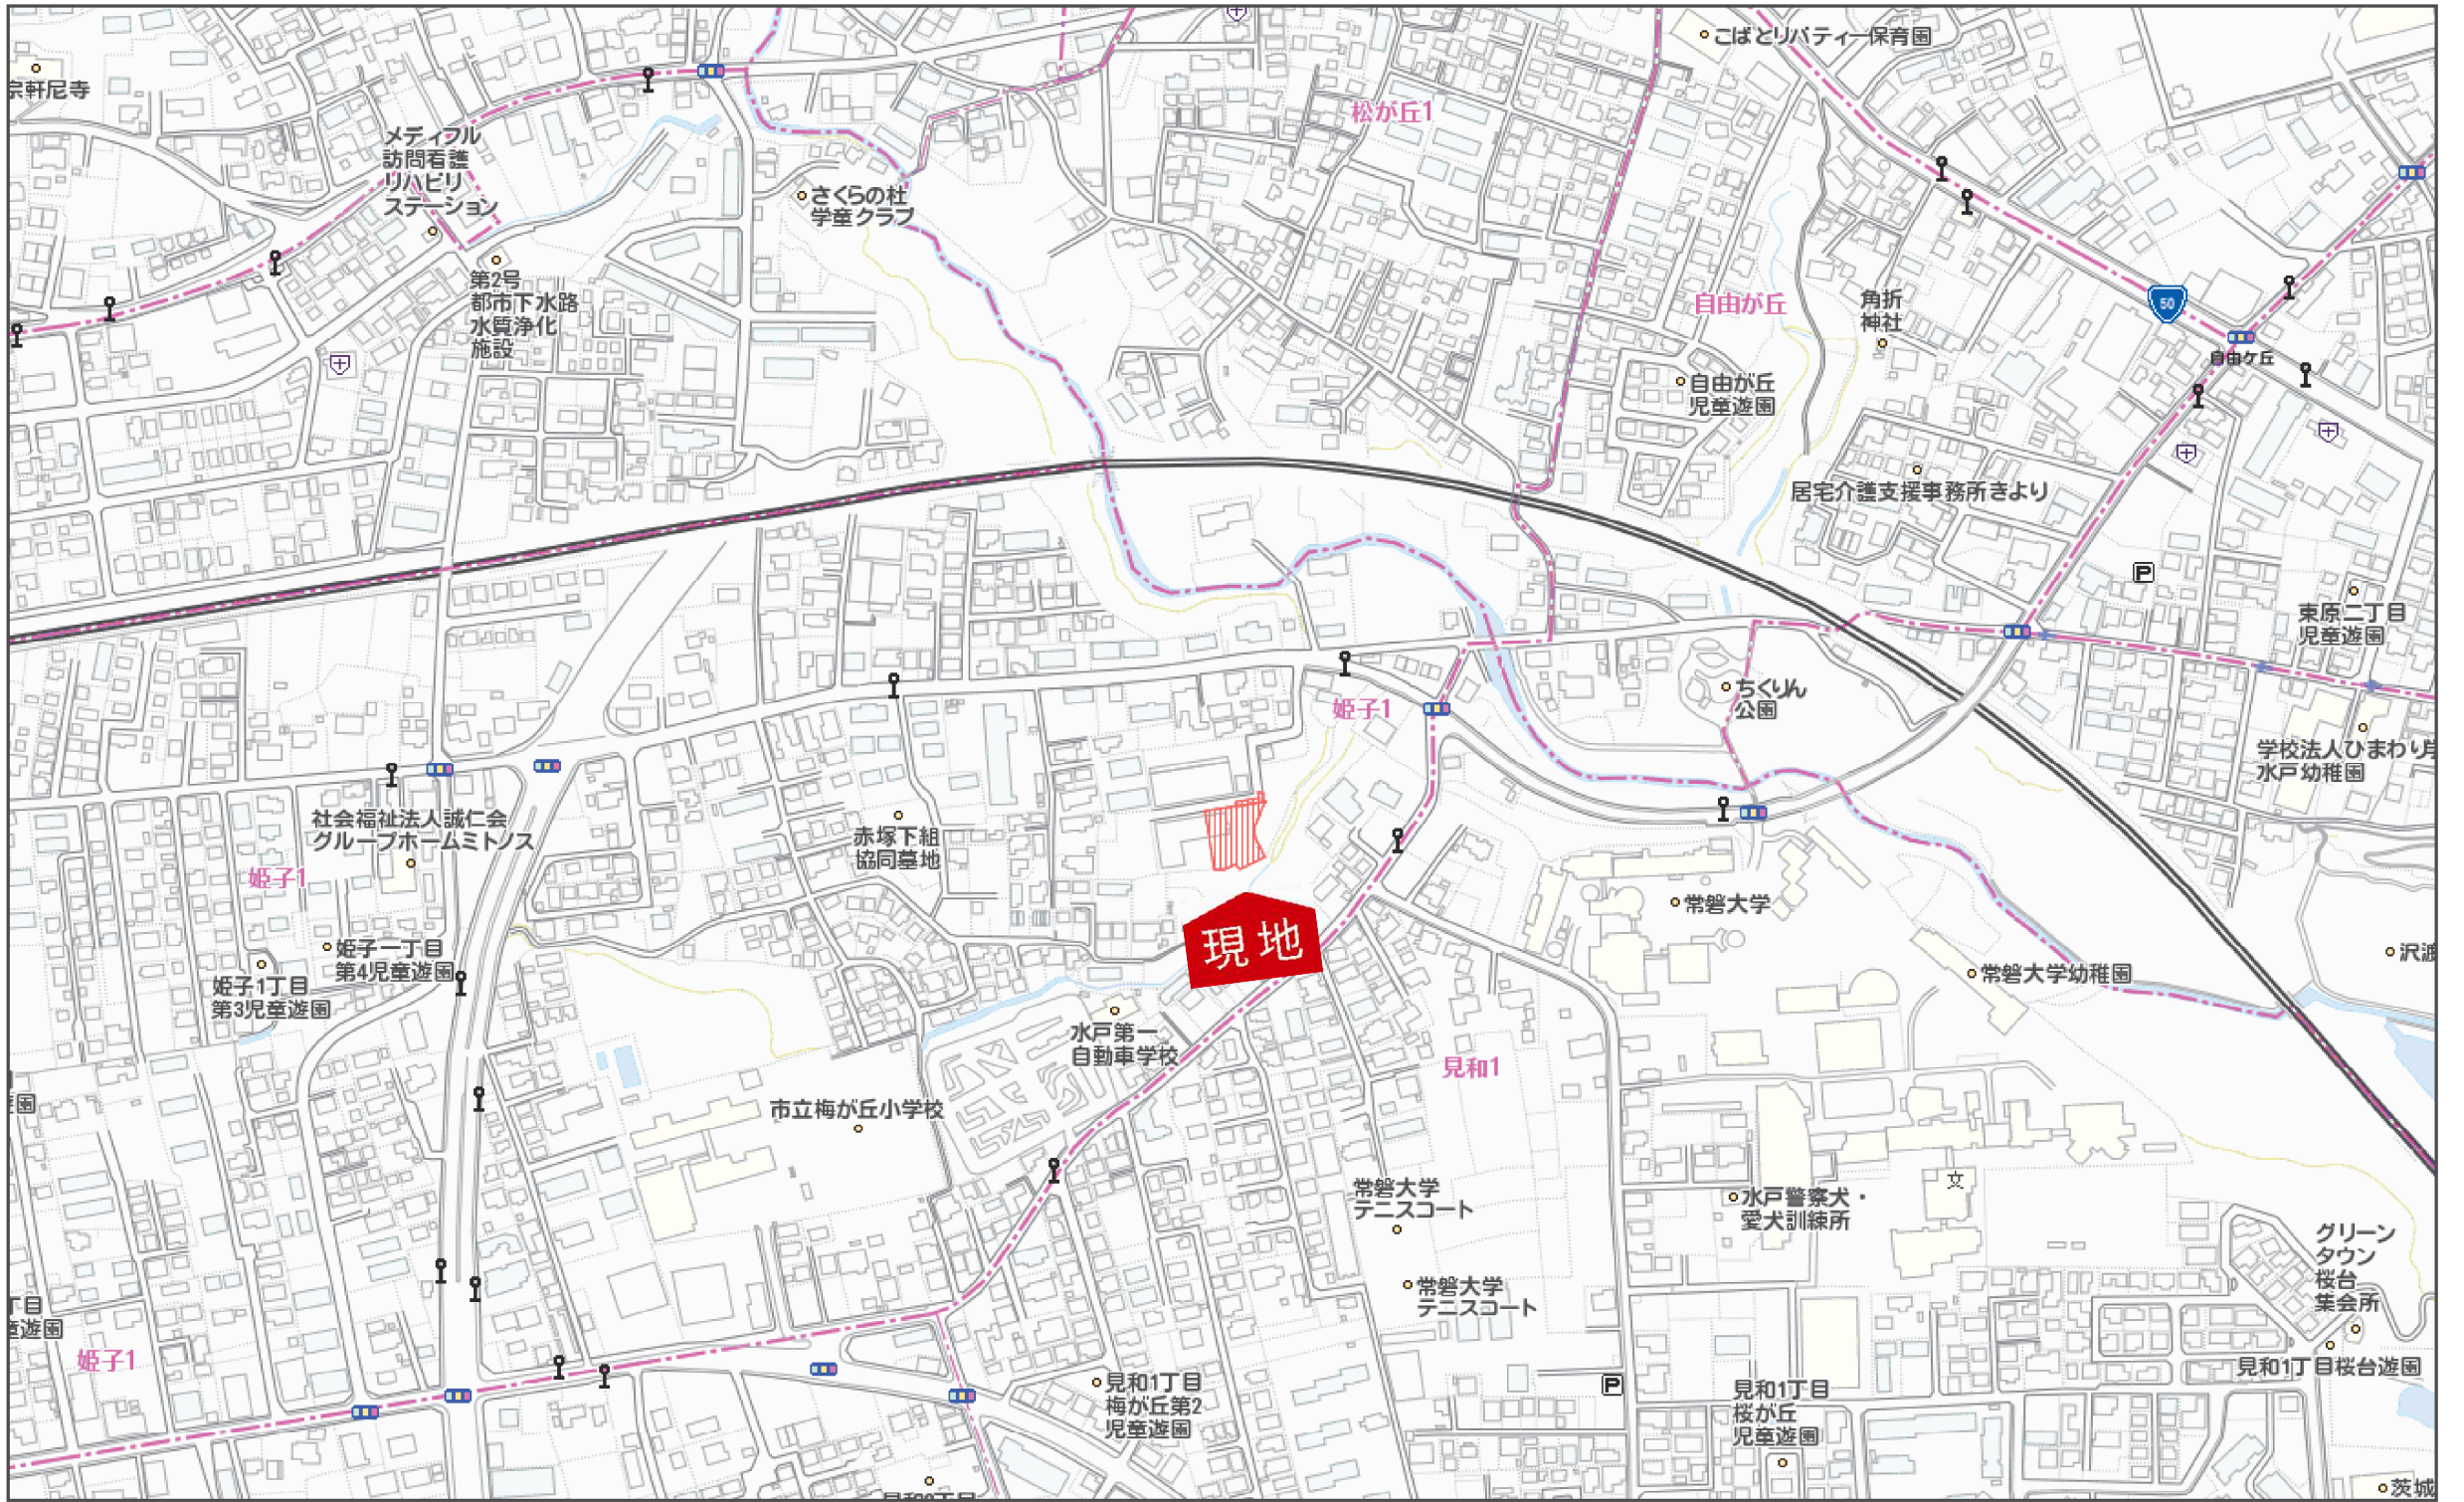 こばとリバティー保育園
宗軒尼寺
松が丘1
メディフル
訪問看護
リハビリ
ステーション
さくらの杜
学童クラブ
第2号
都市下水路
水質浄化
施設
自由が丘
角折
神社
50
自由ケ丘
自由が丘
児童遊園
居宅介護支援事務所きより
P
東原二丁目
児童遊園
ちくりん
公園
姫子1
学校法人ひまわり
水戸幼稚園
社会福祉法人誠仁会
グループホームミトノス
赤塚下組
協同墓地
姫子1
常磐大学
現地
姫子一丁目
第4児童遊園
沢渡
常磐大学幼稚園
姫子1丁目
第3児童遊園
水戸第一
自動車学校
見和1
園
市立梅が丘小学校
常磐大学
テニスコート
文
水戸警察犬・
愛犬訓練所
グリーン
タウン
桜台
集会所
常磐大学
テニスコート
丁目
童遊園
姫子1
見和1丁目桜台遊園
見和1丁目
梅が丘第2
児童遊園
P
見和1丁目
桜が丘
児童遊園
茨城